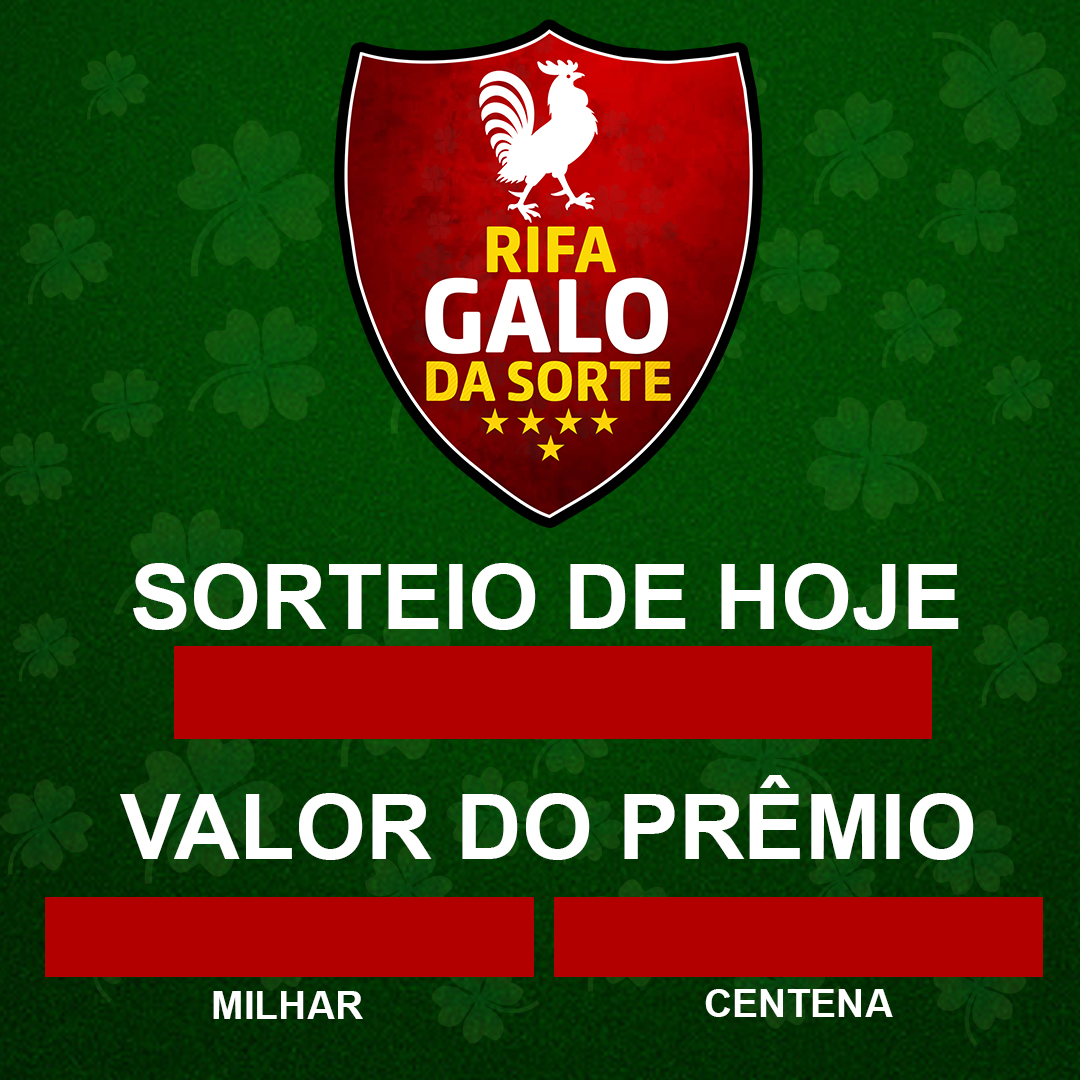 RIFA
GALO
DA SORTE
SORTEIO DE HOJE
VALOR DO PRÊMIO
MILHAR
CENTENA